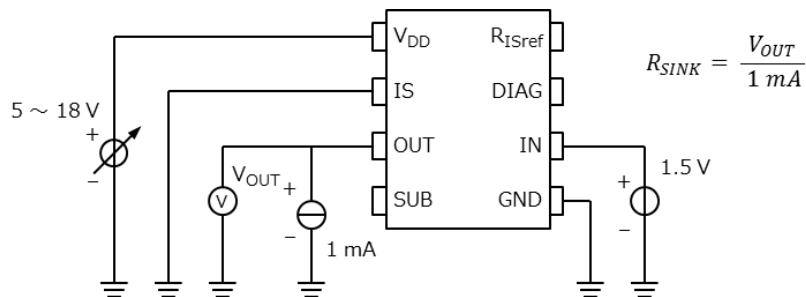 V_DD R_ISref
R_SINK = V_OUT / 1 mA
IS DIAG
5 ~ 18 V
+
−
OUT IN
V_OUT
+
−
V
1 mA
SUB GND
1.5 V
+
−